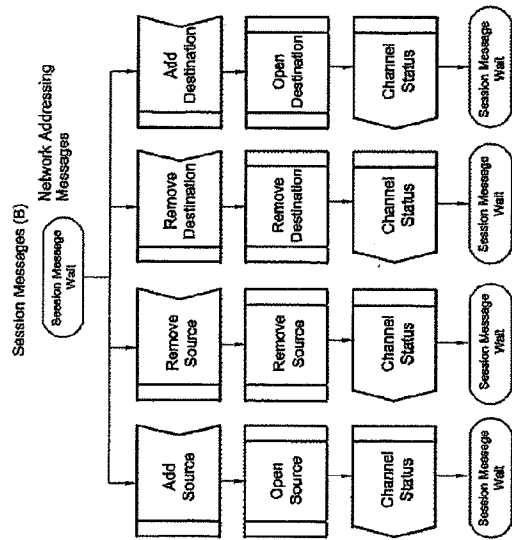 Session Messages (B)
Network Addressing
Messages
Session Message
Wait
Add
Source
Remove
Source
Remove
Destination
Add
Destination
Open
Source
Remove
Source
Remove
Destination
Open
Destination
Channel
Status
Channel
Status
Channel
Status
Channel
Status
Session Message
Wait
Session Message
Wait
Session Message
Wait
Session Message
Wait